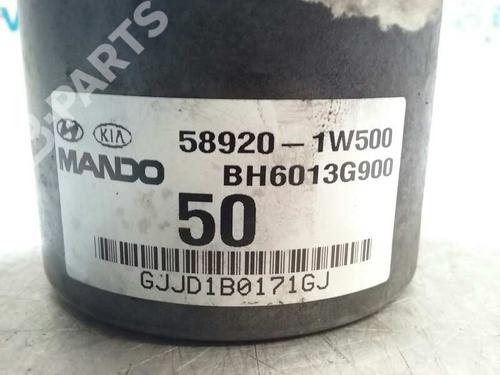 B-PARTS
KIA 58920-1W500
MANDO BH6013G900
50
GJJD1B0171GJ